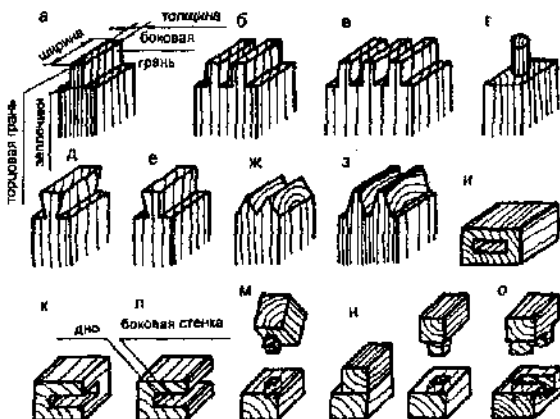 а
толщина
б
в
г
ширина
боковая
грань
торцовая грань
заплечики
д
е
ж
з
и
к
л
м
н
о
дно
боковая стенка